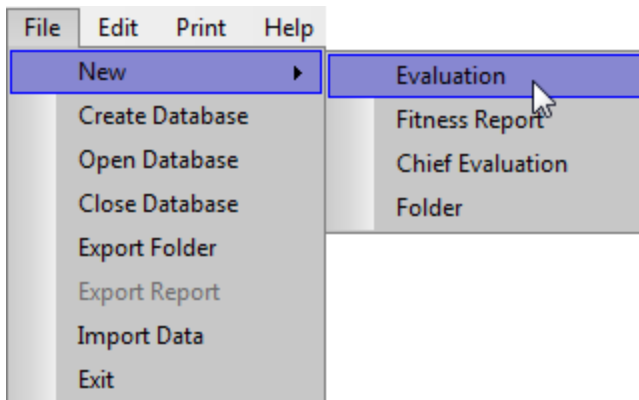 File Edit Print Help
New
Create Database
Open Database
Close Database
Export Folder
Export Report
Import Data
Exit
Evaluation
Fitness Report
Chief Evaluation
Folder